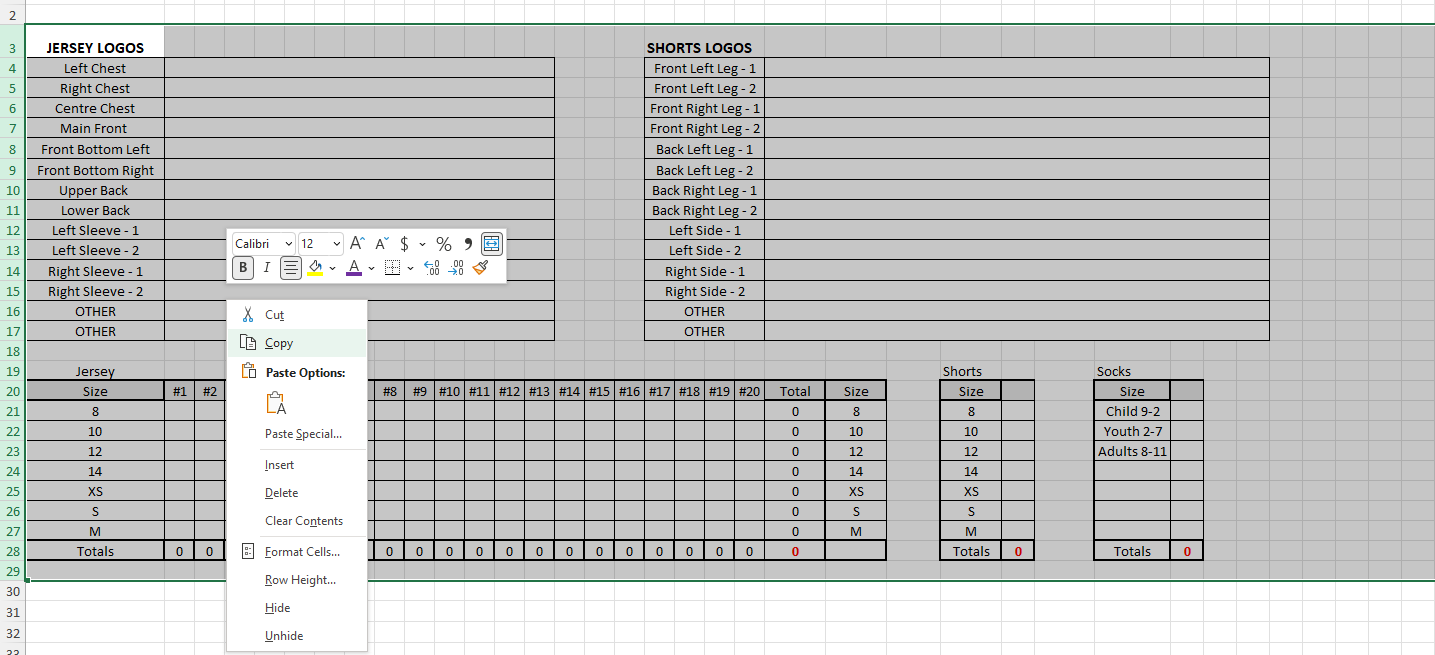 2
3 JERSEY LOGOS SHORTS LOGOS
4 Left Chest Front Left Leg - 1
5 Right Chest Front Left Leg - 2
6 Centre Chest Front Right Leg - 1
7 Main Front Front Right Leg - 2
8 Front Bottom Left Back Left Leg - 1
9 Front Bottom Right Back Left Leg - 2
10 Upper Back Back Right Leg - 1
11 Lower Back Back Right Leg - 2
12 Left Sleeve - 1 Left Side - 1
13 Left Sleeve - 2 Left Side - 2
14 Right Sleeve - 1 Right Side - 1
15 Right Sleeve - 2 Right Side - 2
16 OTHER OTHER
17 OTHER OTHER
18
19 Jersey Shorts Socks
20 Size #1 #2 #8 #9 #10 #11 #12 #13 #14 #15 #16 #17 #18 #19 #20 Total Size Size Size
21 8 0 8 8 Child 9-2
22 10 0 10 10 Youth 2-7
23 12 0 12 12 Adults 8-11
24 14 0 14 14
25 XS 0 XS XS
26 S 0 S S
27 M 0 M M
28 Totals 0 0 0 0 0 0 0 0 0 0 0 0 0 0 0 0 Totals 0 Totals 0
29
30
31
32
33
Calibri 12 A A $ % ,
B I A .00 .00
Cut
Copy
Paste Options:
A
Paste Special...
Insert
Delete
Clear Contents
Format Cells...
Row Height...
Hide
Unhide